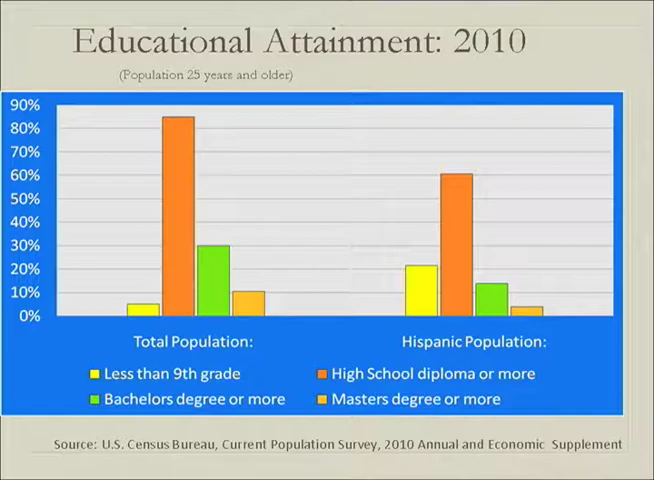 Educational Attainment: 2010
(Population 25 years and older)
90%
80%
70%
60%
50%
40%
30%
20%
10%
0%
Total Population: Hispanic Population:
Less than 9th grade High School diploma or more
Bachelors degree or more Masters degree or more
Source: U.S. Census Bureau, Current Population Survey, 2010 Annual and Economic Supplement